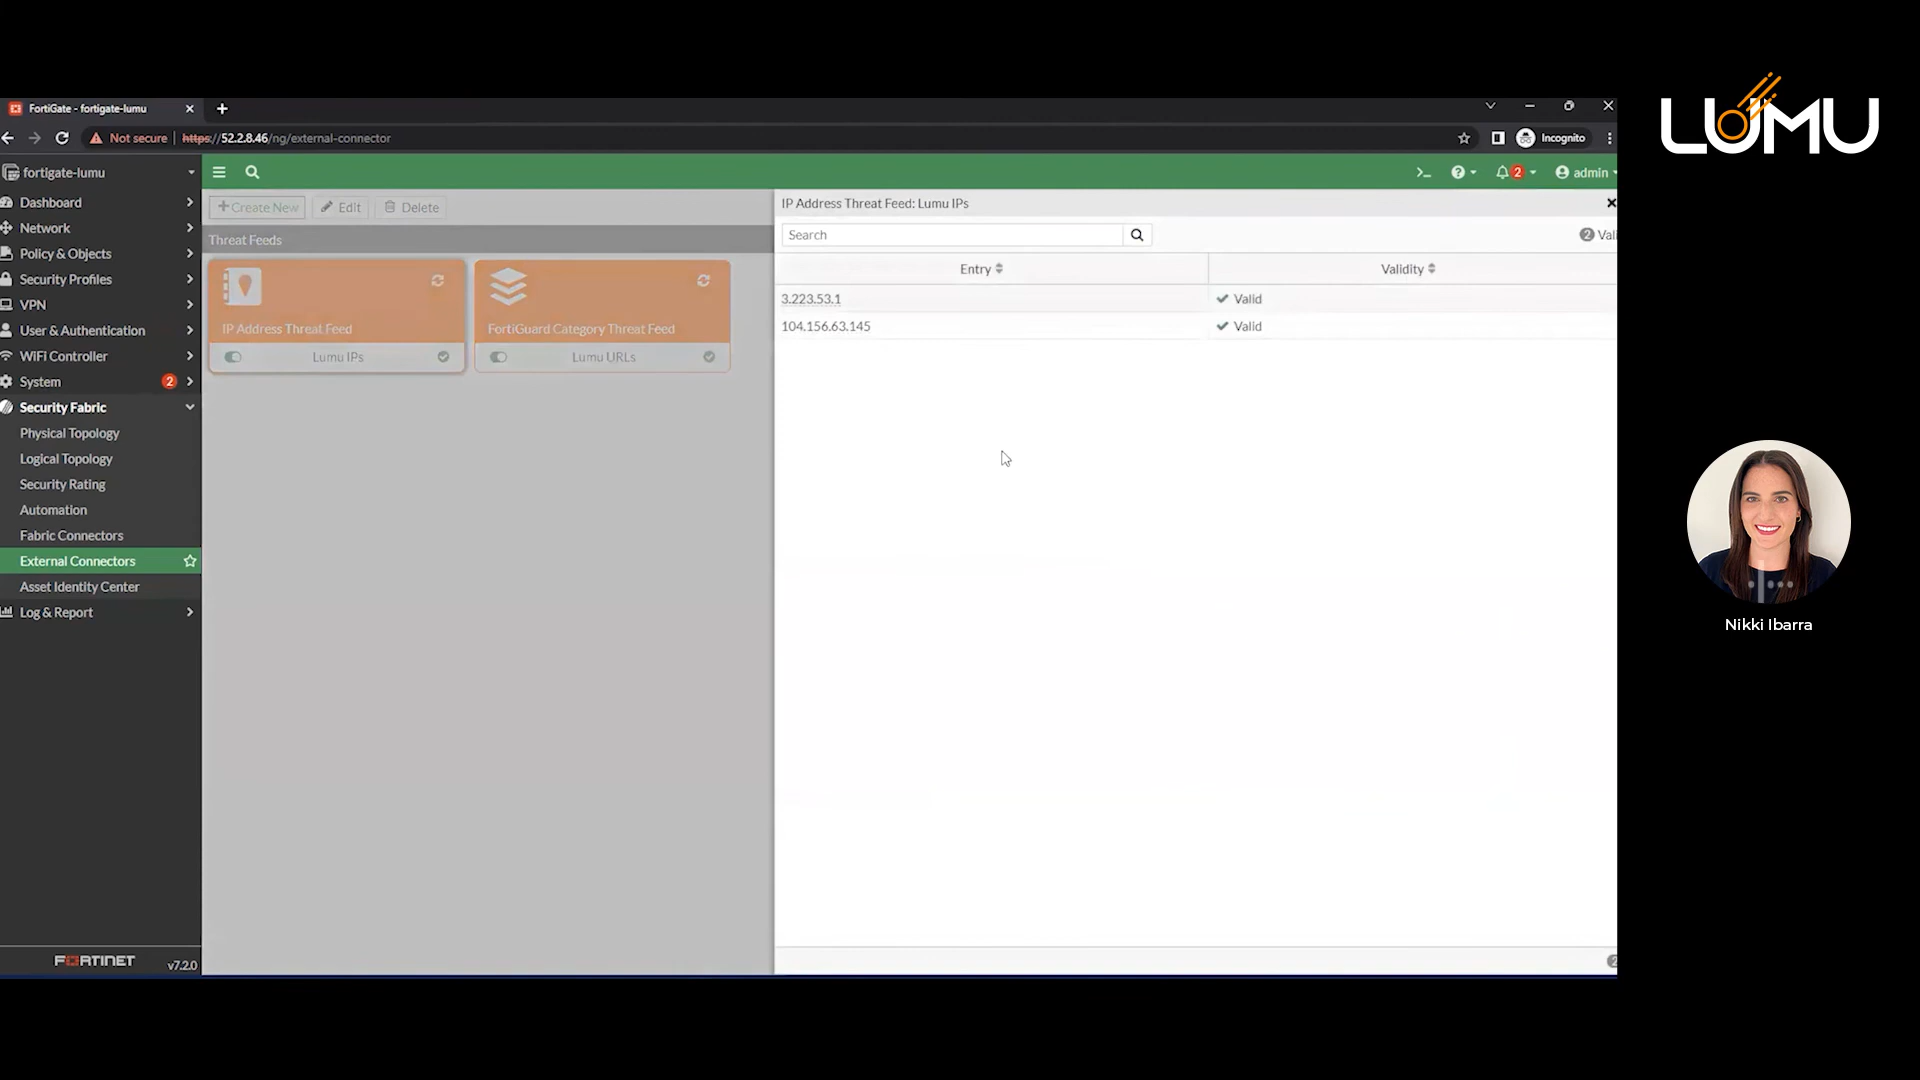 FortiGate - fortigate-lumu
Not secure
https://52.2.8.46/ng/external-connector
Incognito
LUMU
fortigate-lumu
2
admin
Dashboard
Network
Policy & Objects
Security Profiles
VPN
User & Authentication
WiFi Controller
System
2
Security Fabric
Physical Topology
Logical Topology
Security Rating
Automation
Fabric Connectors
External Connectors
Asset Identity Center
Log & Report
FORTINET
v7.2.0
Create New
Edit
Delete
Threat Feeds
IP Address Threat Feed
Lumu IPs
FortiGuard Category Threat Feed
Lumu URLs
IP Address Threat Feed: Lumu IPs
Search
2 Vali
Entry
Validity
3.223.53.1
Valid
104.156.63.145
Valid
2
Nikki Ibarra